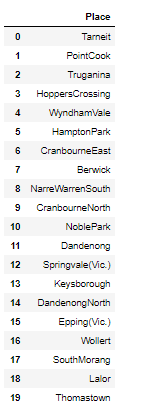 Place
0 Tarneit
1 PointCook
2 Truganina
3 HoppersCrossing
4 WyndhamVale
5 HamptonPark
6 CranbourneEast
7 Berwick
8 NarreWarrenSouth
9 CranbourneNorth
10 NoblePark
11 Dandenong
12 Springvale(Vic.)
13 Keysborough
14 DandenongNorth
15 Epping(Vic.)
16 Wollert
17 SouthMorang
18 Lalor
19 Thomastown